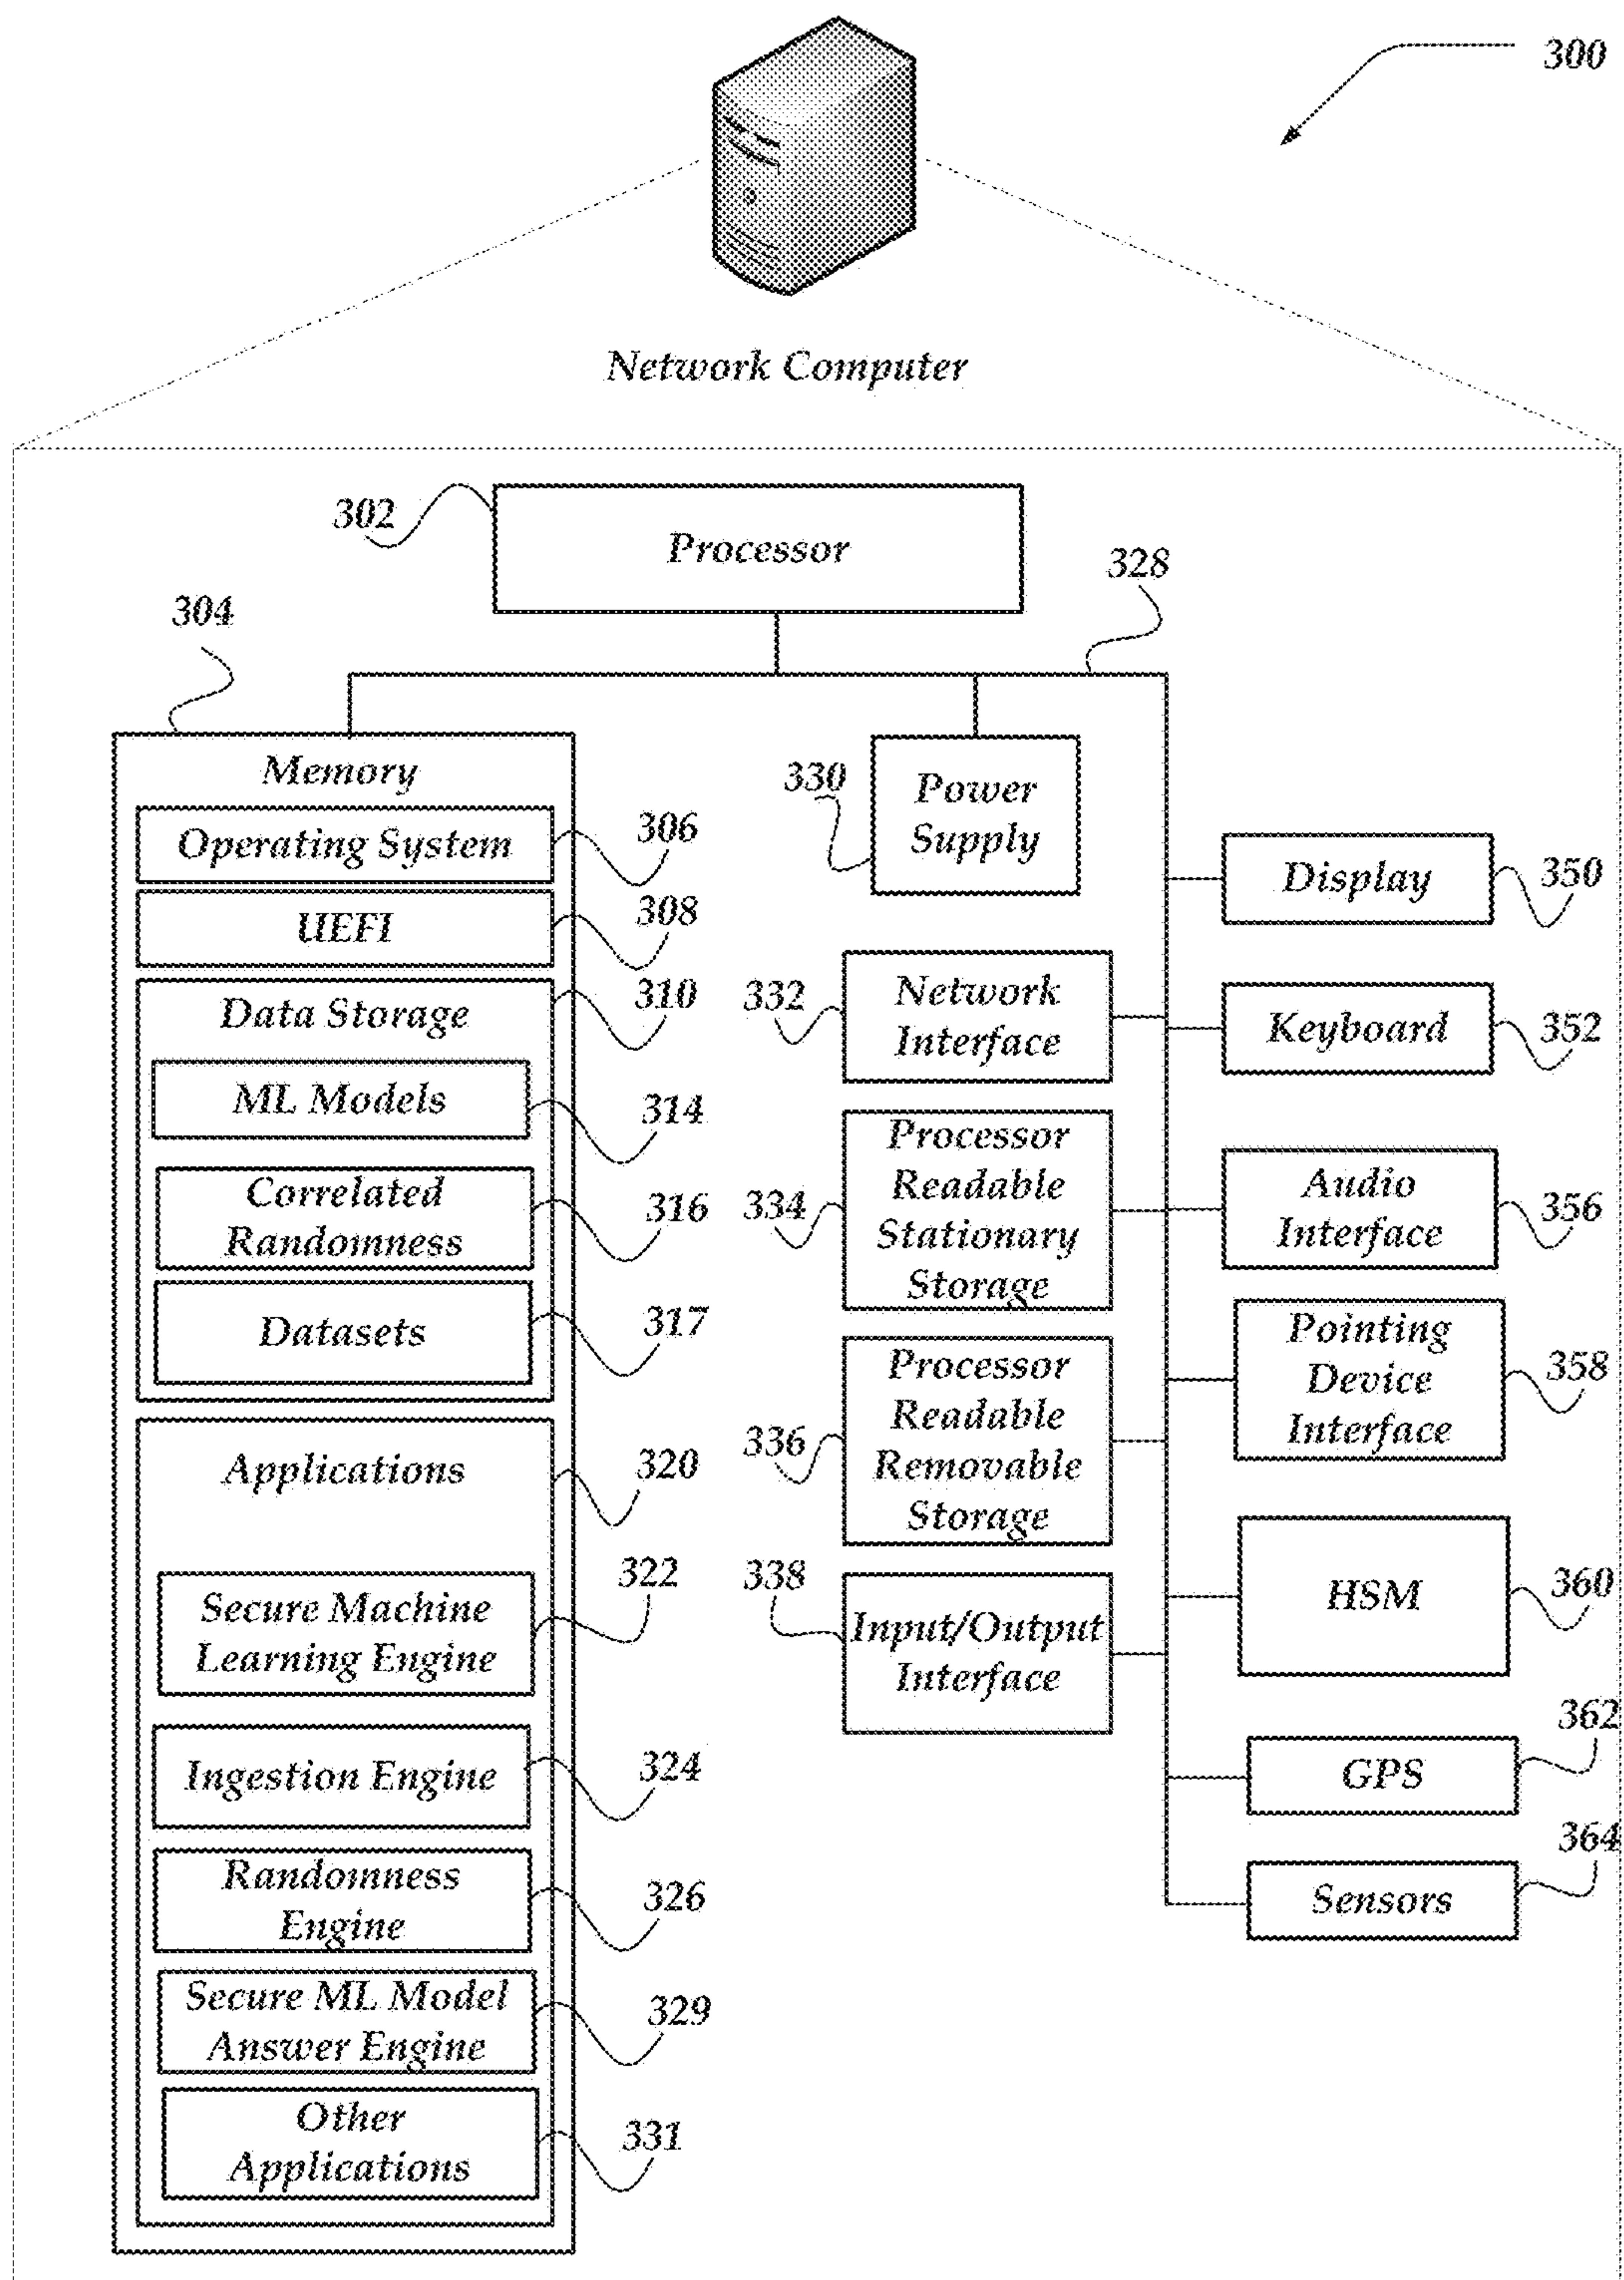 300
Network Computer
302
Processor
328
304
Memory
Operating System
306
UEFI
308
Data Storage
310
ML Models
314
Correlated
Randomness
316
Datasets
317
Applications
320
Secure Machine
Learning Engine
322
Ingestion Engine
324
Randomness
Engine
326
Secure ML Model
Answer Engine
329
Other
Applications
331
330
Power
Supply
332
Network
Interface
334
Processor
Readable
Stationary
Storage
336
Processor
Readable
Removable
Storage
338
Input/Output
Interface
Display
350
Keyboard
352
Audio
Interface
356
Pointing
Device
Interface
358
HSM
360
GPS
362
Sensors
364